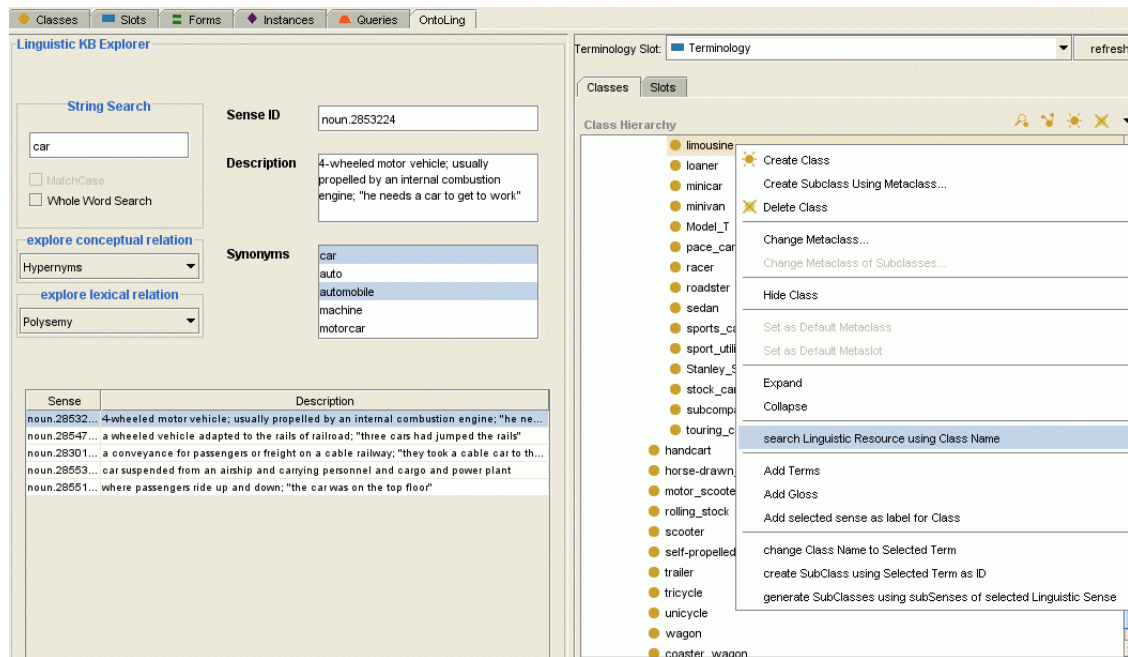 Classes Slots Forms Instances Queries OntoLing
Linguistic KB Explorer
String Search
car
MatchCase
Whole Word Search
explore conceptual relation
Hypernyms
explore lexical relation
Polysemy
Sense ID
noun.2853224
Description
4-wheeled motor vehicle; usually
propelled by an internal combustion
engine; "he needs a car to get to work"
Synonyms
car
auto
automobile
machine
motorcar
Sense Description
noun.28532... 4-wheeled motor vehicle; usually propelled by an internal combustion engine; "he ne...
noun.28547... a wheeled vehicle adapted to the rails of railroad; "three cars had jumped the rails"
noun.28301... a conveyance for passengers or freight on a cable railway; "they took a cable car to th...
noun.28553... car suspended from an airship and carrying personnel and cargo and power plant
noun.28551... where passengers ride up and down; "the car was on the top floor"
Terminology Slot: Terminology refresh
Classes Slots
Class Hierarchy
limousine
loaner
minicar
minivan
Model_T
pace_car
racer
roadster
sedan
sports_ca
sport_utili
Stanley_S
stock_car
subcompa
touring_c
handcart
horse-drawn_
motor_scoote
rolling_stock
scooter
self-propelled
trailer
tricycle
unicycle
wagon
coaster_wagon
Create Class
Create Subclass Using Metaclass...
Delete Class
Change Metaclass...
Change Metaclass of Subclasses...
Hide Class
Set as Default Metaclass
Set as Default Metaslot
Expand
Collapse
search Linguistic Resource using Class Name
Add Terms
Add Gloss
Add selected sense as label for Class
change Class Name to Selected Term
create SubClass using Selected Term as ID
generate SubClasses using subSenses of selected Linguistic Sense